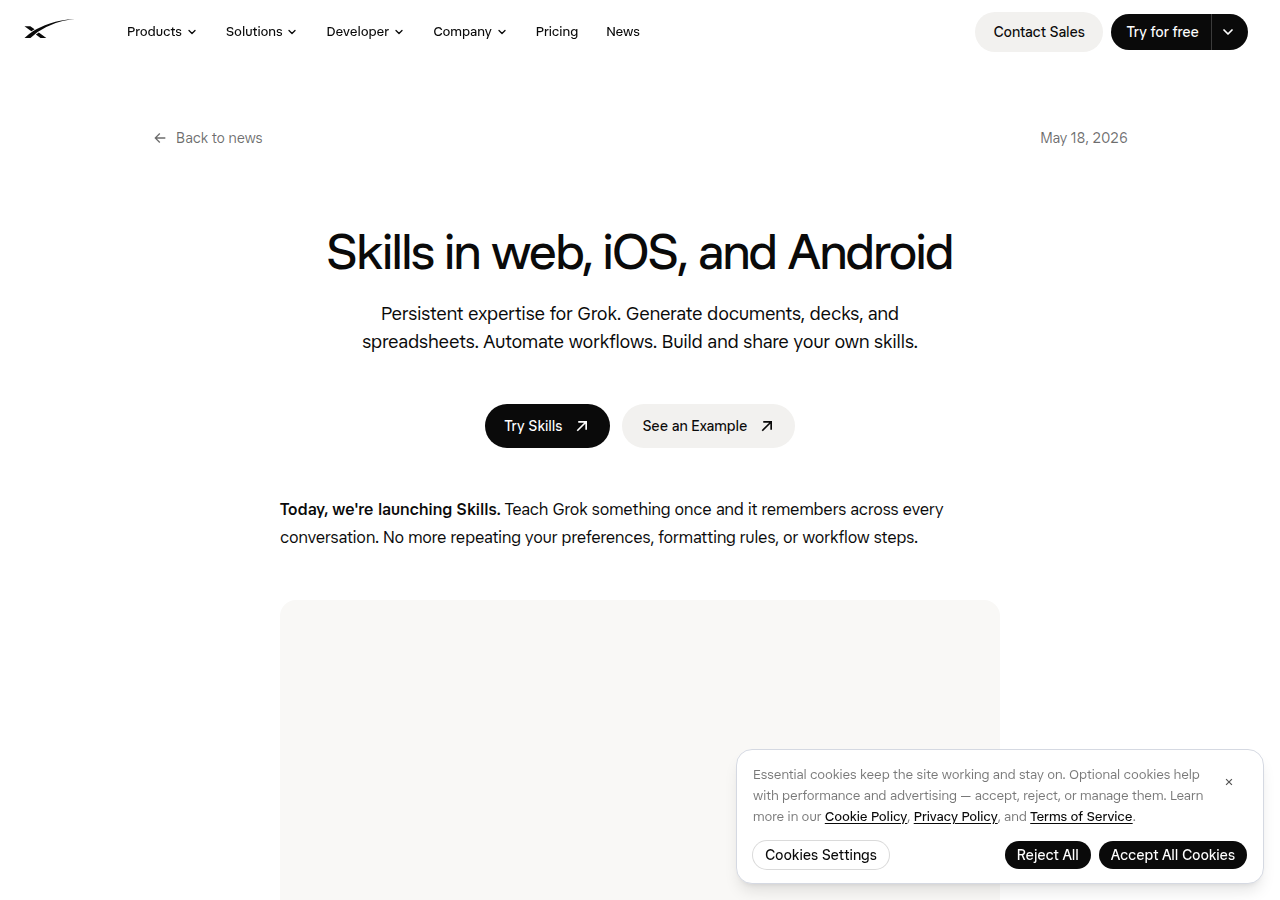 Products
Solutions
Developer
Company
Pricing
News
Contact Sales
Try for free
Back to news
May 18, 2026
Skills in web, iOS, and Android
Persistent expertise for Grok. Generate documents, decks, and
spreadsheets. Automate workflows. Build and share your own skills.
Try Skills
See an Example
Today, we're launching Skills. Teach Grok something once and it remembers across every
conversation. No more repeating your preferences, formatting rules, or workflow steps.
Essential cookies keep the site working and stay on. Optional cookies help
with performance and advertising — accept, reject, or manage them. Learn
more in our Cookie Policy, Privacy Policy, and Terms of Service.
Cookies Settings
Reject All
Accept All Cookies